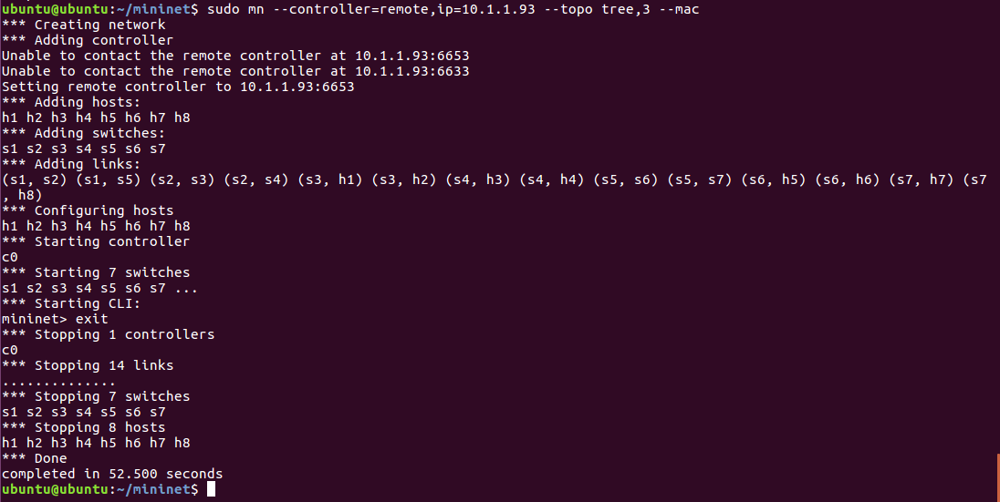 ubuntu@ubuntu:~/mininet$ sudo mn --controller=remote,ip=10.1.1.93 --topo tree,3 --mac
*** Creating network
*** Adding controller
Unable to contact the remote controller at 10.1.1.93:6653
Unable to contact the remote controller at 10.1.1.93:6633
Setting remote controller to 10.1.1.93:6653
*** Adding hosts:
h1 h2 h3 h4 h5 h6 h7 h8
*** Adding switches:
s1 s2 s3 s4 s5 s6 s7
*** Adding links:
(s1, s2) (s1, s5) (s2, s3) (s2, s4) (s3, h1) (s3, h2) (s4, h3) (s4, h4) (s5, s6) (s5, s7) (s6, h5) (s6, h6) (s7, h7) (s7
, h8)
*** Configuring hosts
h1 h2 h3 h4 h5 h6 h7 h8
*** Starting controller
c0
*** Starting 7 switches
s1 s2 s3 s4 s5 s6 s7 ...
*** Starting CLI:
mininet> exit
*** Stopping 1 controllers
c0
*** Stopping 14 links
..............
*** Stopping 7 switches
s1 s2 s3 s4 s5 s6 s7
*** Stopping 8 hosts
h1 h2 h3 h4 h5 h6 h7 h8
*** Done
completed in 52.500 seconds
ubuntu@ubuntu:~/mininet$